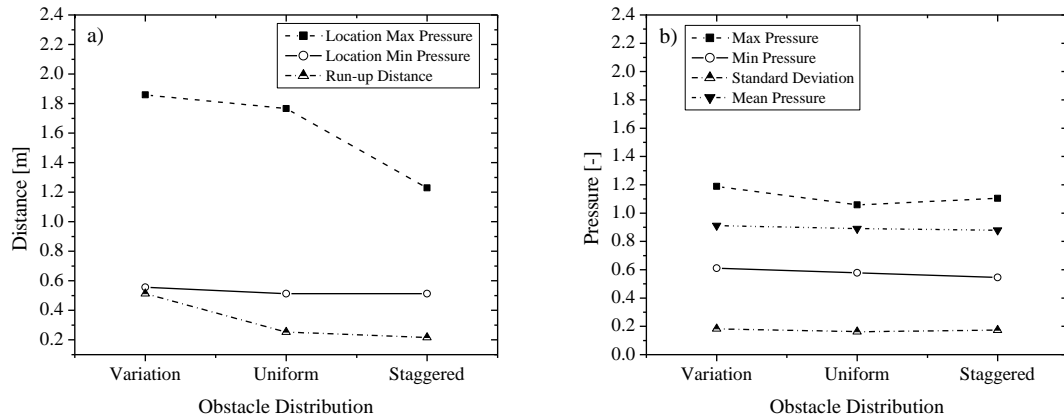 a)
Location Max Pressure
Location Min Pressure
Run-up Distance
2.4
2.2
2.0
1.8
1.6
1.4
1.2
1.0
0.8
0.6
0.4
0.2
Distance [m]
Variation Uniform Staggered
Obstacle Distribution
b)
Max Pressure
Min Pressure
Standard Deviation
Mean Pressure
2.4
2.2
2.0
1.8
1.6
1.4
1.2
1.0
0.8
0.6
0.4
0.2
0.0
Pressure [-]
Variation Uniform Staggered
Obstacle Distribution